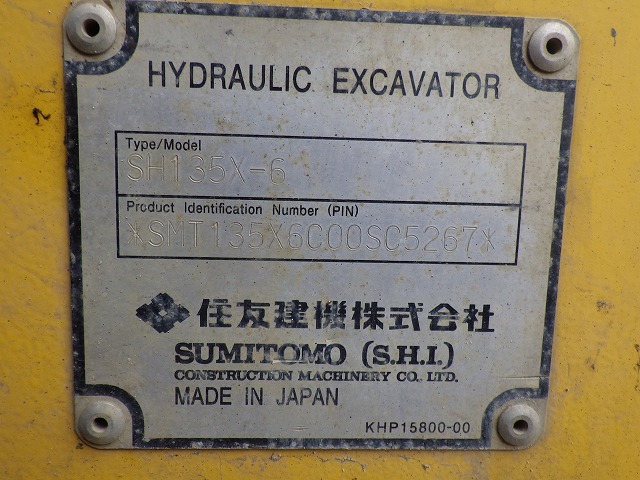 HYDRAULIC EXCAVATOR
Type/Model
SH135X-6
Product Identification Number (PIN)
*SMT135X6C00SC5267*
住友建機株式会社
SUMITOMO (S.H.I.)
CONSTRUCTION MACHINERY CO. LTD.
MADE IN JAPAN
KHP15800-00